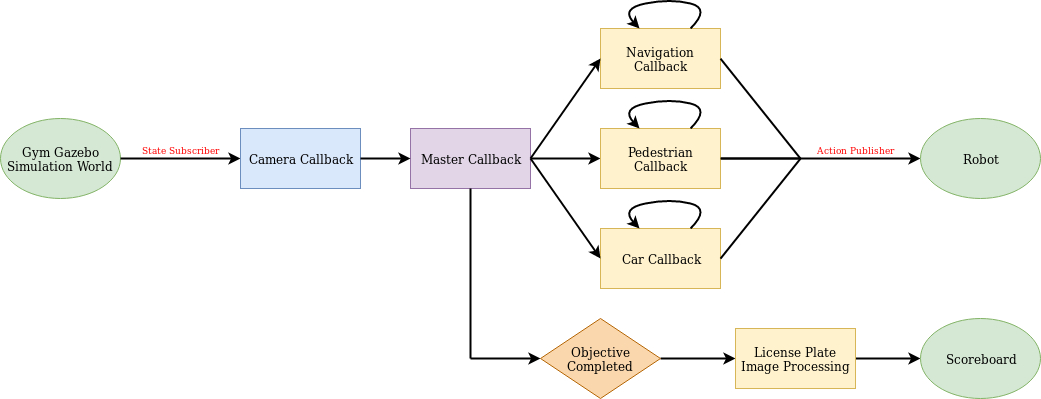 Gym Gazebo
Simulation World
State Subscriber
Camera Callback
Master Callback
Navigation
Callback
Pedestrian
Callback
Car Callback
Action Publisher
Robot
Objective
Completed
License Plate
Image Processing
Scoreboard